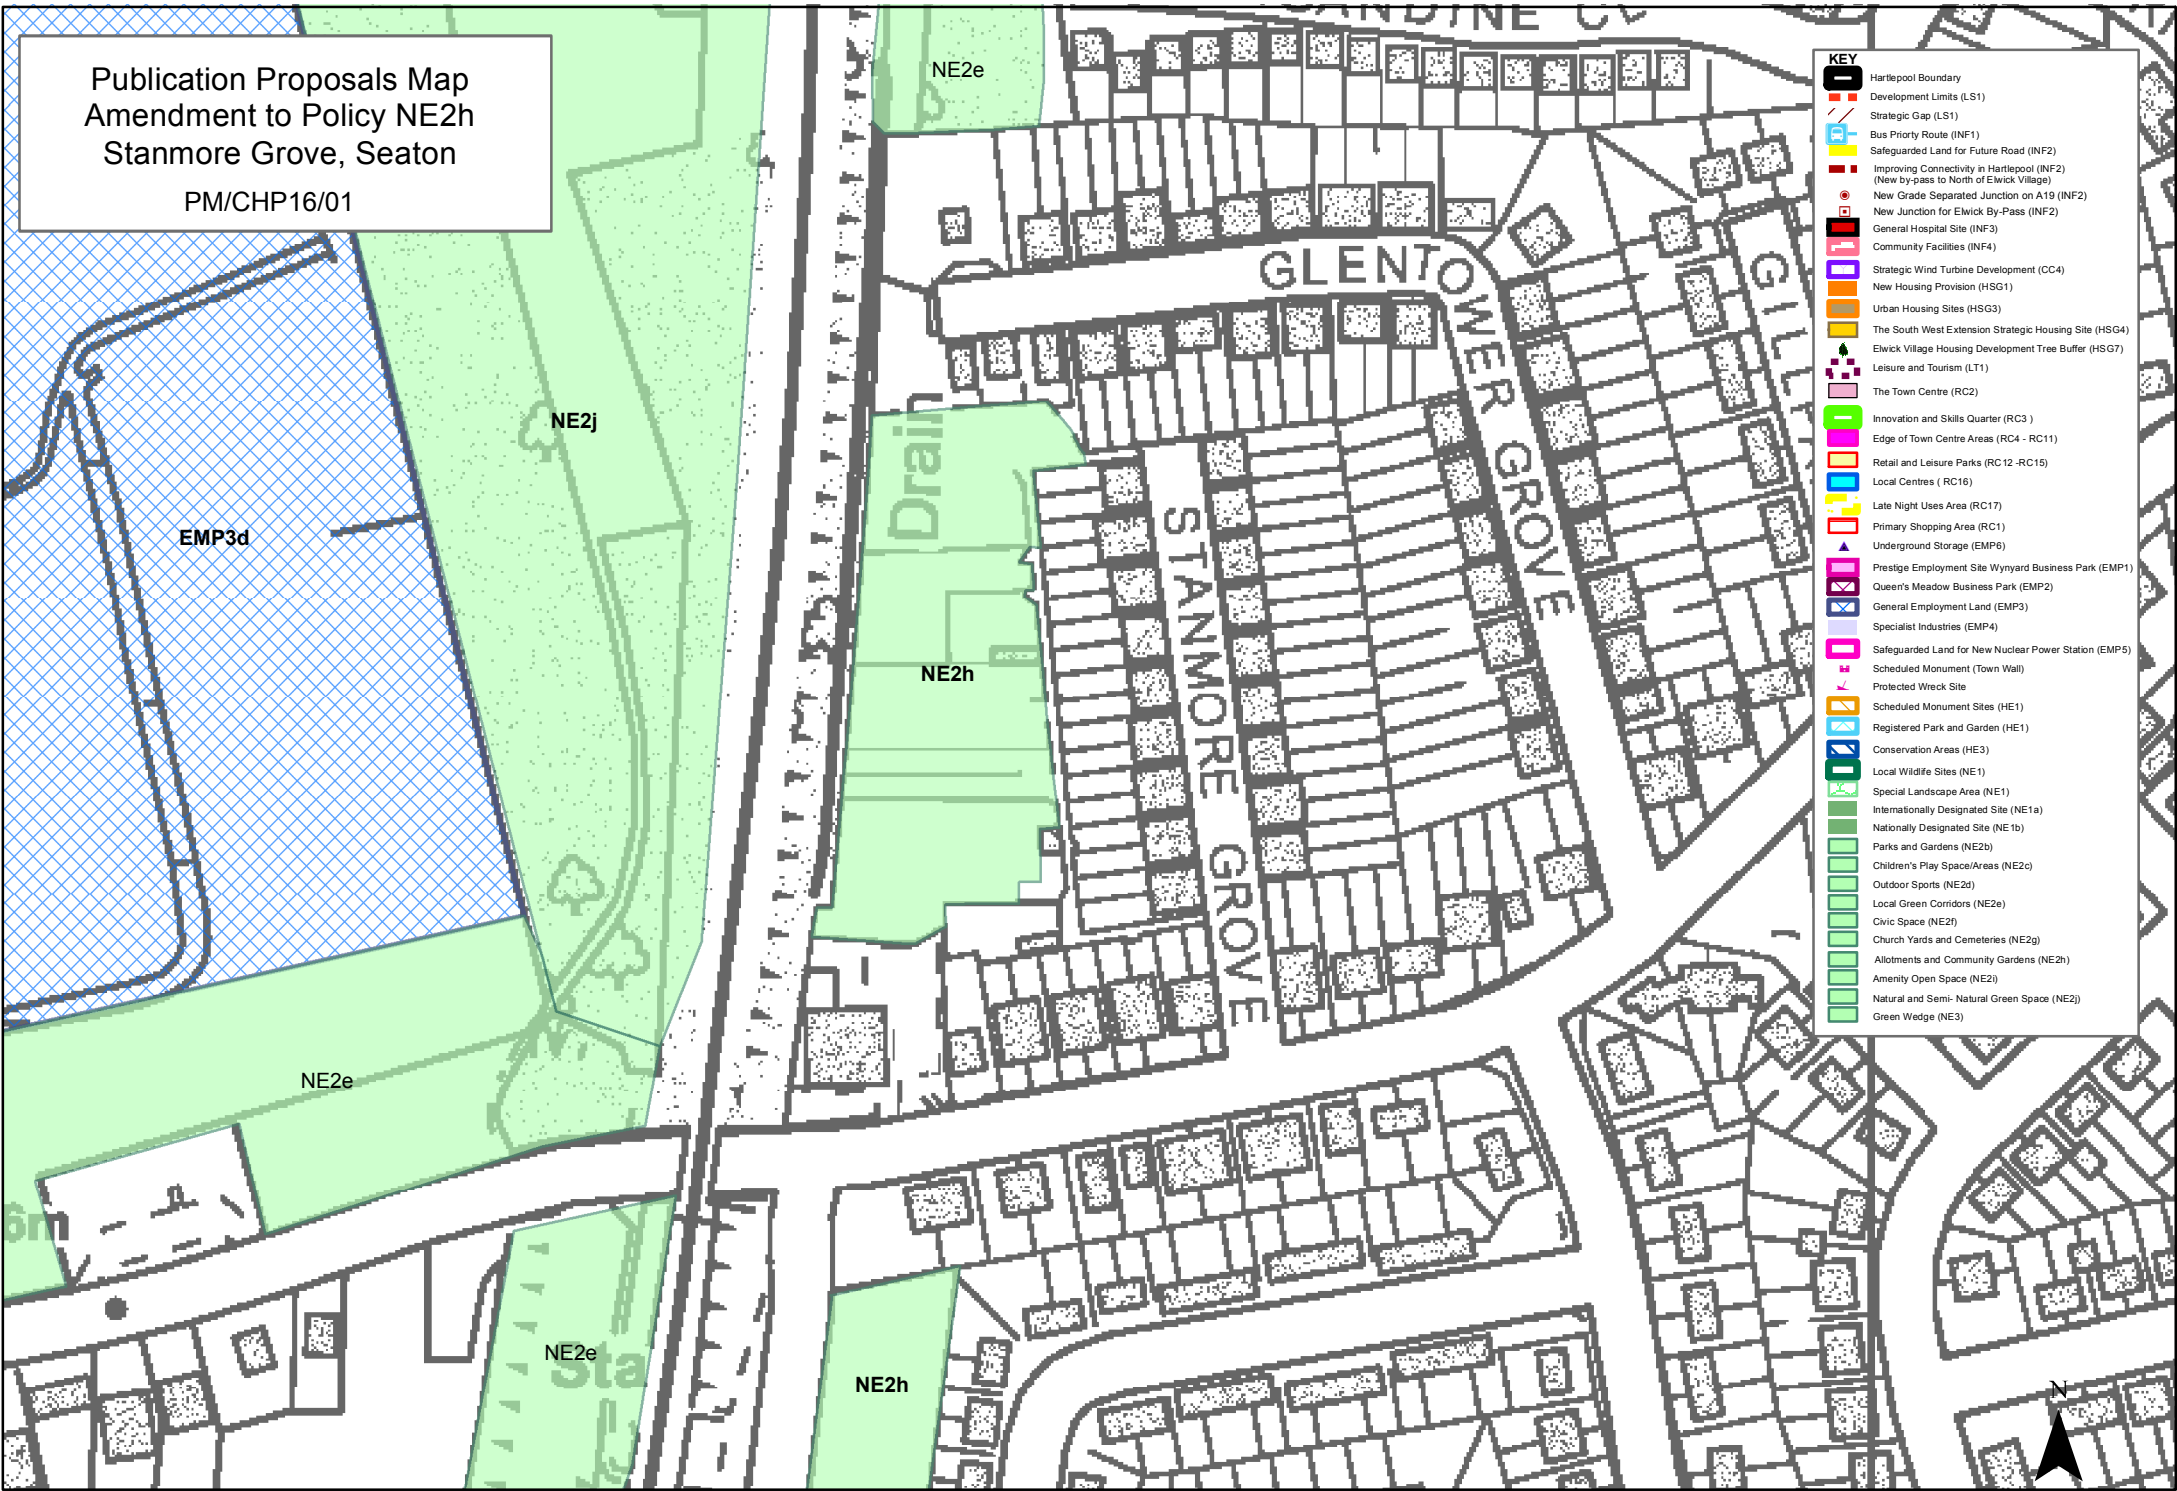 Publication Proposals Map
Amendment to Policy NE2h
Stanmore Grove, Seaton
PM/CHP16/01
NE2e
GLENTOWER GROVE
G
NE2j
Drain
EMP3d
STANMORE GROVE
NE2h
NE2e
6m
NE2e
Sta
NE2h
N
KEY
Hartlepool Boundary
Development Limits (LS1)
Strategic Gap (LS1)
Bus Priorty Route (INF1)
Safeguarded Land for Future Road (INF2)
Improving Connectivity in Hartlepool (INF2)
(New by-pass to North of Elwick Village)
New Grade Separated Junction on A19 (INF2)
New Junction for Elwick By-Pass (INF2)
General Hospital Site (INF3)
Community Facilities (INF4)
Strategic Wind Turbine Development (CC4)
New Housing Provision (HSG1)
Urban Housing Sites (HSG3)
The South West Extension Strategic Housing Site (HSG4)
Elwick Village Housing Development Tree Buffer (HSG7)
Leisure and Tourism (LT1)
The Town Centre (RC2)
Innovation and Skills Quarter (RC3 )
Edge of Town Centre Areas (RC4 - RC11)
Retail and Leisure Parks (RC12 -RC15)
Local Centres ( RC16)
Late Night Uses Area (RC17)
Primary Shopping Area (RC1)
Underground Storage (EMP6)
Prestige Employment Site Wynyard Business Park (EMP1)
Queen's Meadow Business Park (EMP2)
General Employment Land (EMP3)
Specialist Industries (EMP4)
Safeguarded Land for New Nuclear Power Station (EMP5)
Scheduled Monument (Town Wall)
Protected Wreck Site
Scheduled Monument Sites (HE1)
Registered Park and Garden (HE1)
Conservation Areas (HE3)
Local Wildlife Sites (NE1)
Special Landscape Area (NE1)
Internationally Designated Site (NE1a)
Nationally Designated Site (NE1b)
Parks and Gardens (NE2b)
Children's Play Space/Areas (NE2c)
Outdoor Sports (NE2d)
Local Green Corridors (NE2e)
Civic Space (NE2f)
Church Yards and Cemeteries (NE2g)
Allotments and Community Gardens (NE2h)
Amenity Open Space (NE2i)
Natural and Semi- Natural Green Space (NE2j)
Green Wedge (NE3)